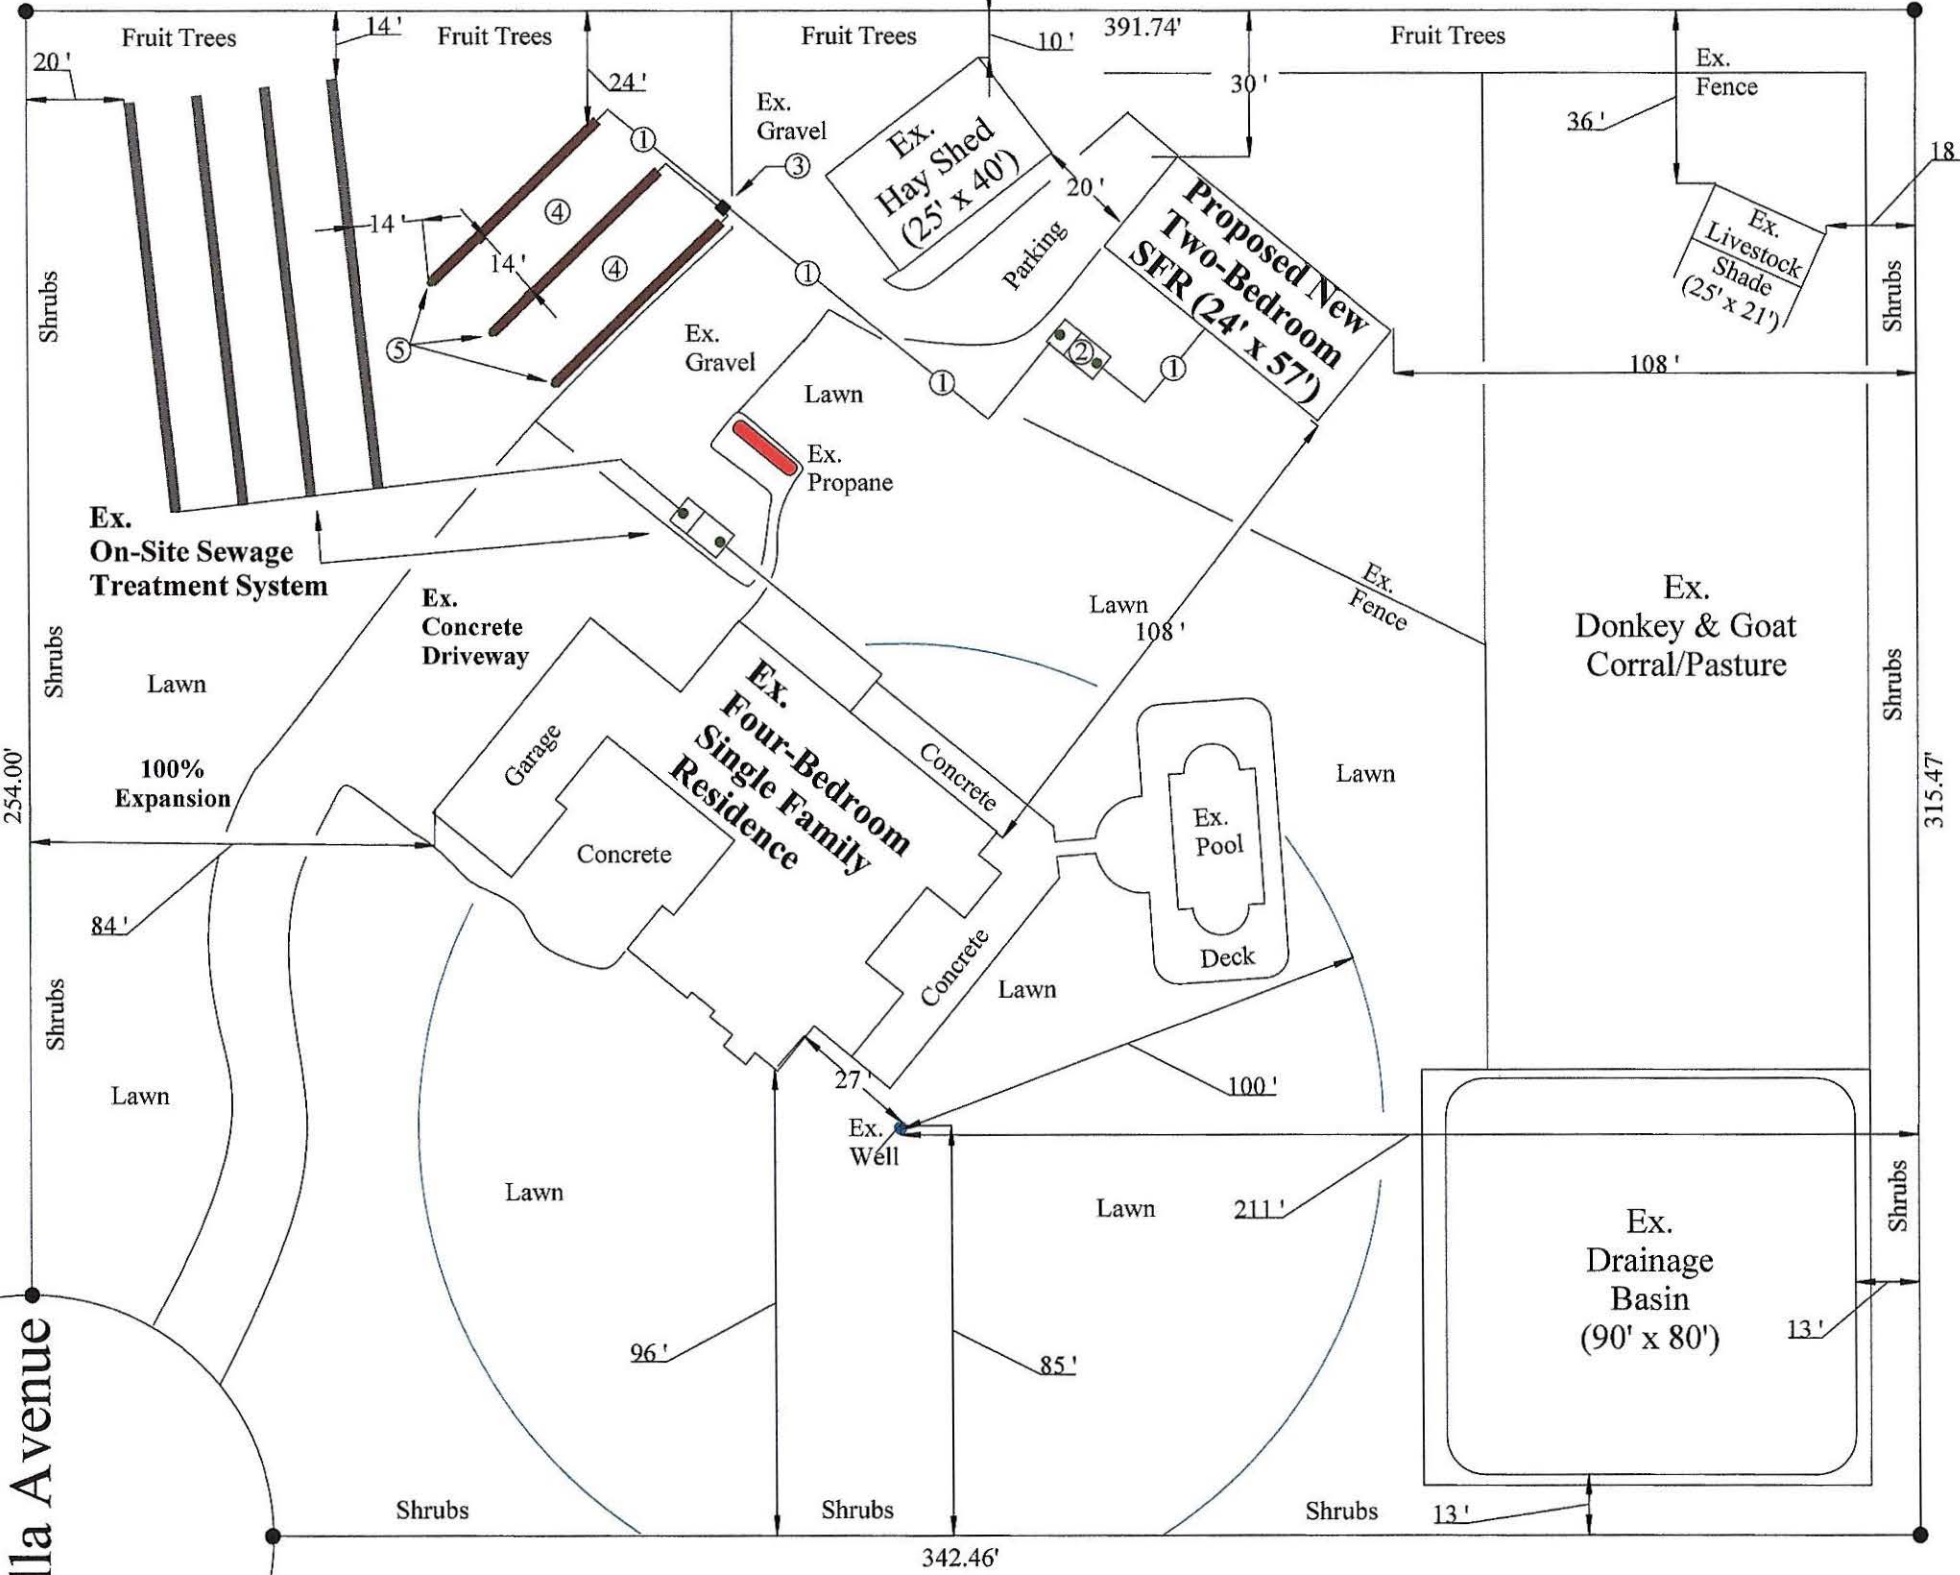 Fruit Trees
14'
Fruit Trees
Fruit Trees
10'
391.74'
Fruit Trees
20'
24'
30'
Ex.
Fence
36'
18
Ex.
Gravel
1
3
Ex.
Hay Shed
(25' x 40')
20'
Parking
Proposed New
Two-Bedroom
SFR (24' x 57')
Ex.
Livestock
Shade
(25' x 21')
Shrubs
14'
4
14'
4
1
5
Shrubs
Ex.
Gravel
Lawn
1
2
1
108'
Ex.
Propane
Ex.
On-Site Sewage
Treatment System
Ex.
Concrete
Driveway
Lawn
108'
Ex.
Fence
Ex.
Donkey & Goat
Corral/Pasture
Shrubs
Lawn
Shrubs
254.00'
100%
Expansion
Garage
Ex.
Four-Bedroom
Single Family
Residence
Concrete
Concrete
Lawn
Ex.
Pool
Deck
315.47'
84'
Shrubs
Concrete
Lawn
Lawn
27'
100'
Ex.
Well
Lawn
Lawn
211'
Shrubs
Ex.
Drainage
Basin
(90' x 80')
13'
96'
85'
lla Avenue
Shrubs
Shrubs
Shrubs
13'
342.46'